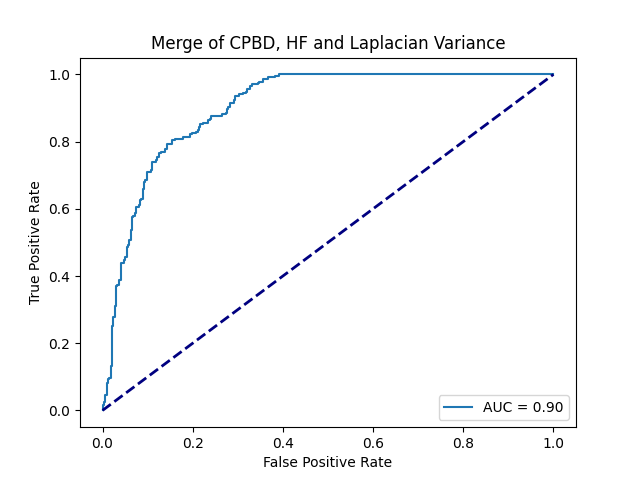 Merge of CPBD, HF and Laplacian Variance
1.0
0.8
0.6
0.4
0.2
0.0
True Positive Rate
0.0 0.2 0.4 0.6 0.8 1.0
False Positive Rate
AUC = 0.90